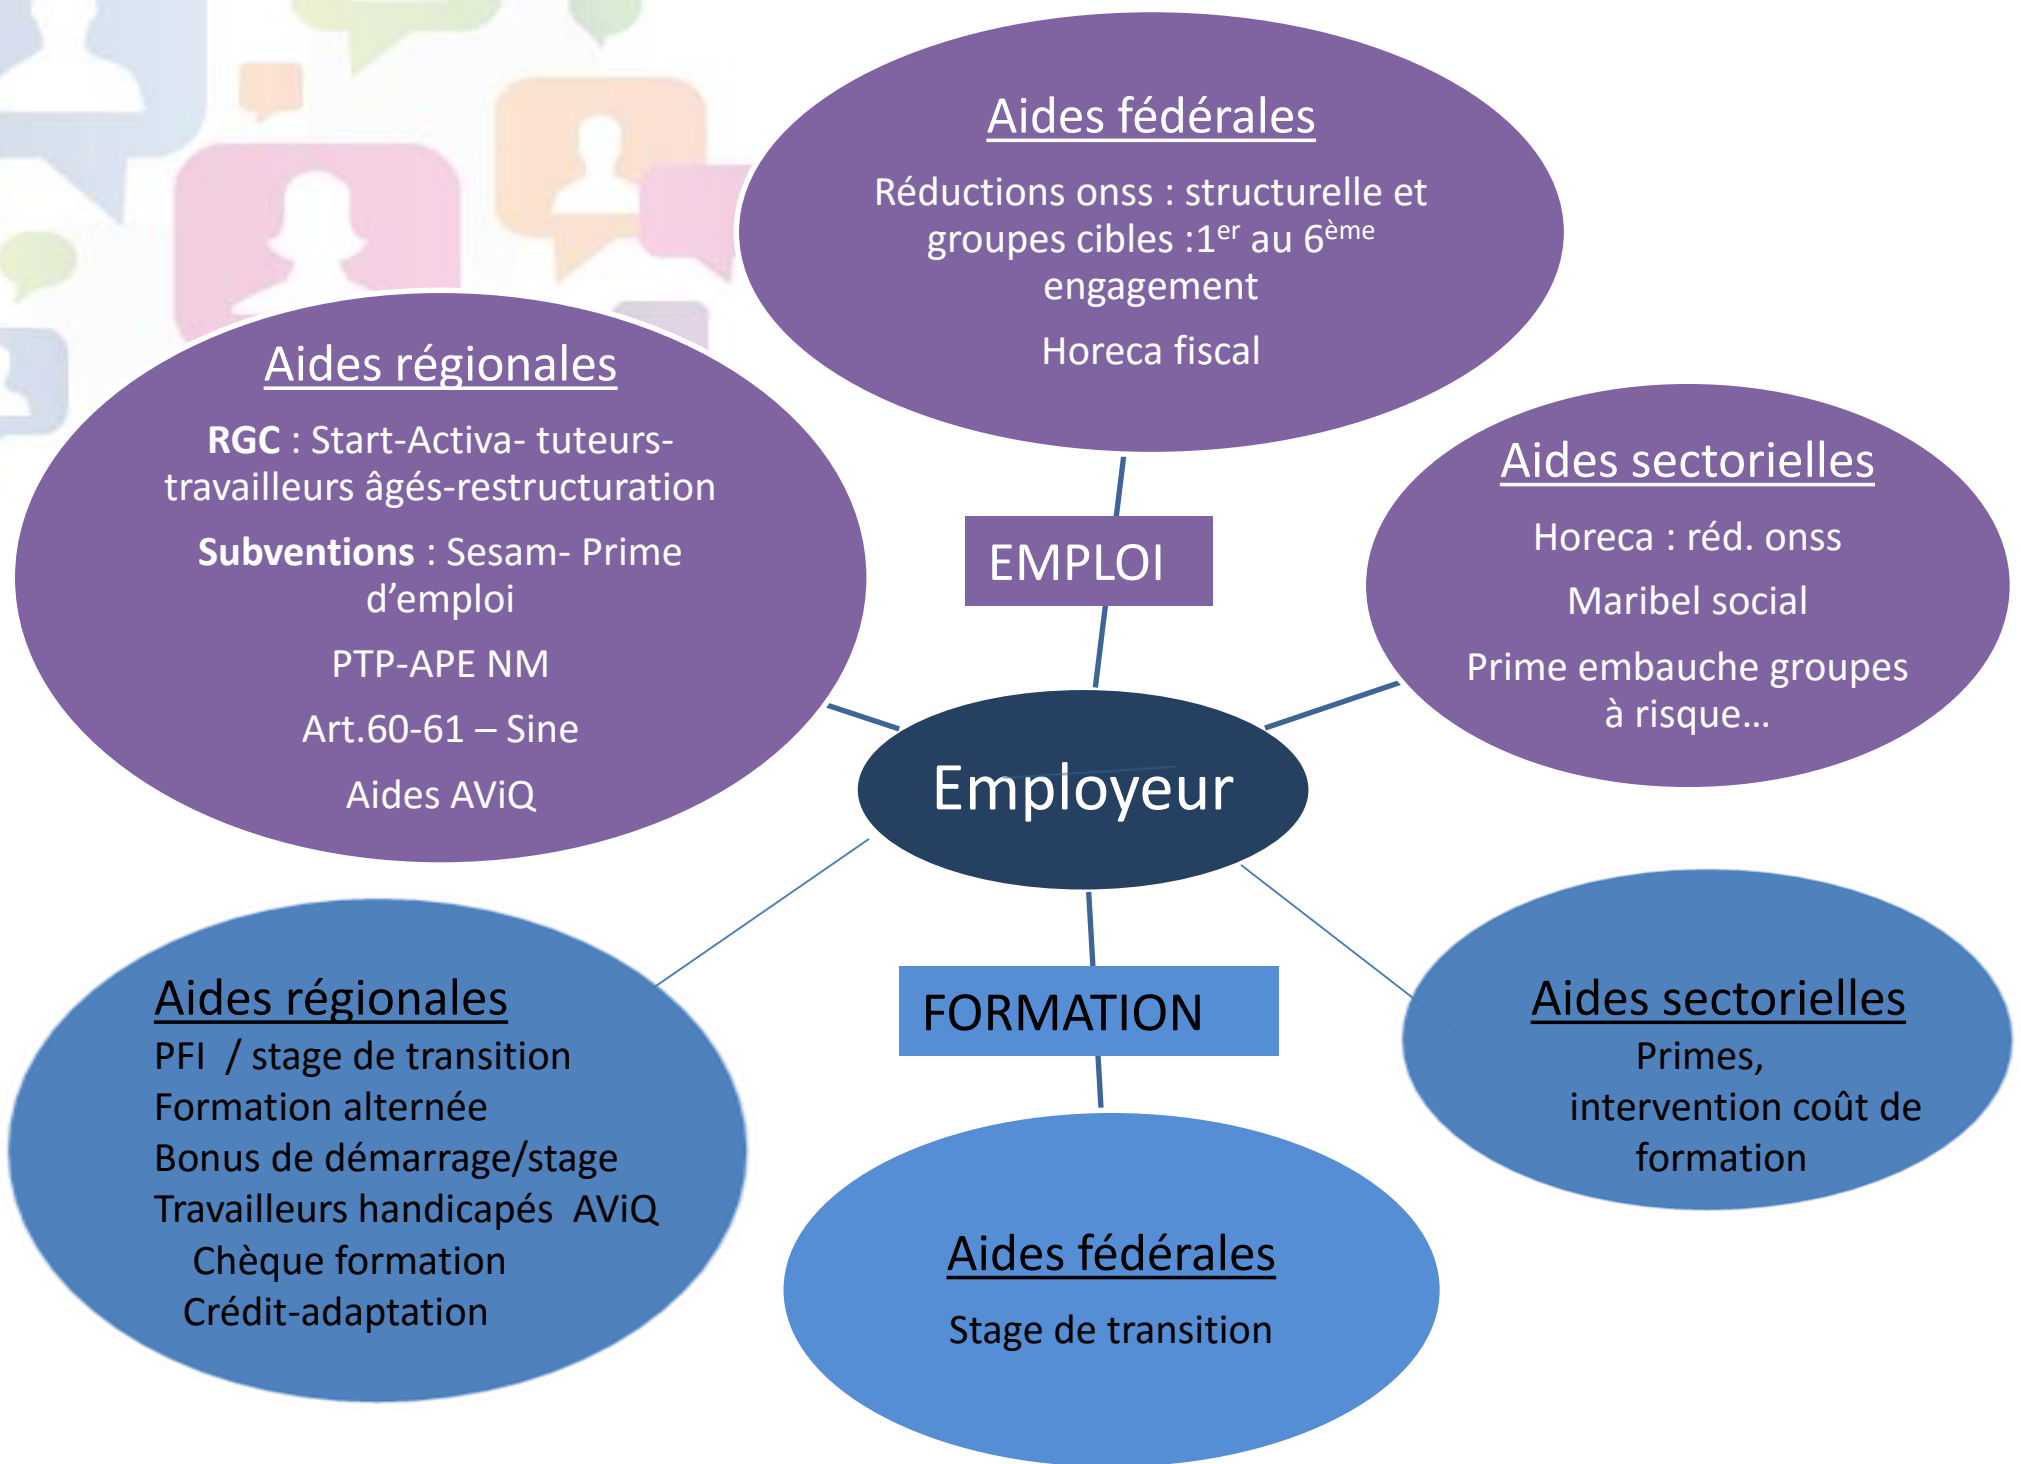 Aides fédérales
Réductions onss : structurelle et
groupes cibles :1er au 6ème
engagement
Horeca fiscal
Aides régionales
RGC : Start-Activa- tuteurs-
travailleurs âgés-restructuration
Subventions : Sesam- Prime
d’emploi
PTP-APE NM
Art.60-61 – Sine
Aides AViQ
EMPLOI
Aides sectorielles
Horeca : réd. onss
Maribel social
Prime embauche groupes
à risque…
Employeur
Aides régionales
PFI / stage de transition
Formation alternée
Bonus de démarrage/stage
Travailleurs handicapés AViQ
Chèque formation
Crédit-adaptation
FORMATION
Aides fédérales
Stage de transition
Aides sectorielles
Primes,
intervention coût de
formation